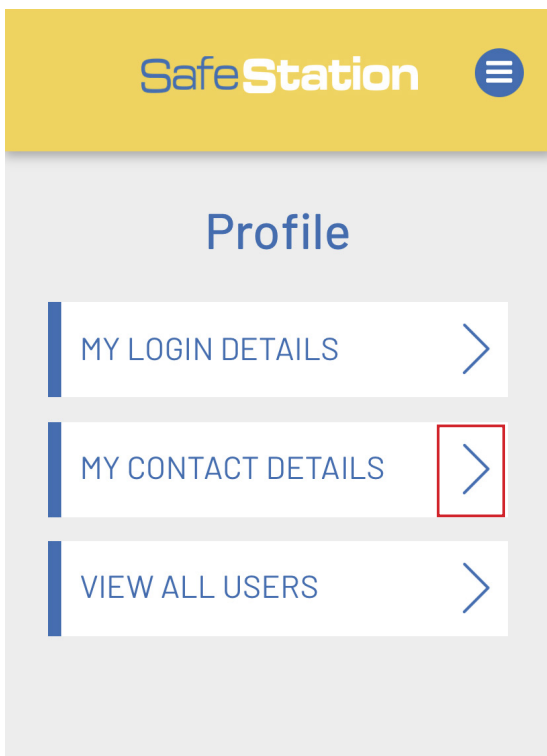 SafeStation
Profile
MY LOGIN DETAILS
MY CONTACT DETAILS
VIEW ALL USERS